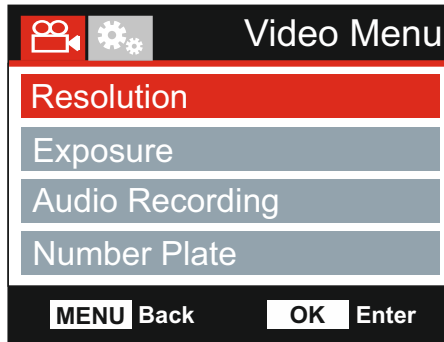 Video Menu
Resolution
Exposure
Audio Recording
Number Plate
MENU Back OK Enter